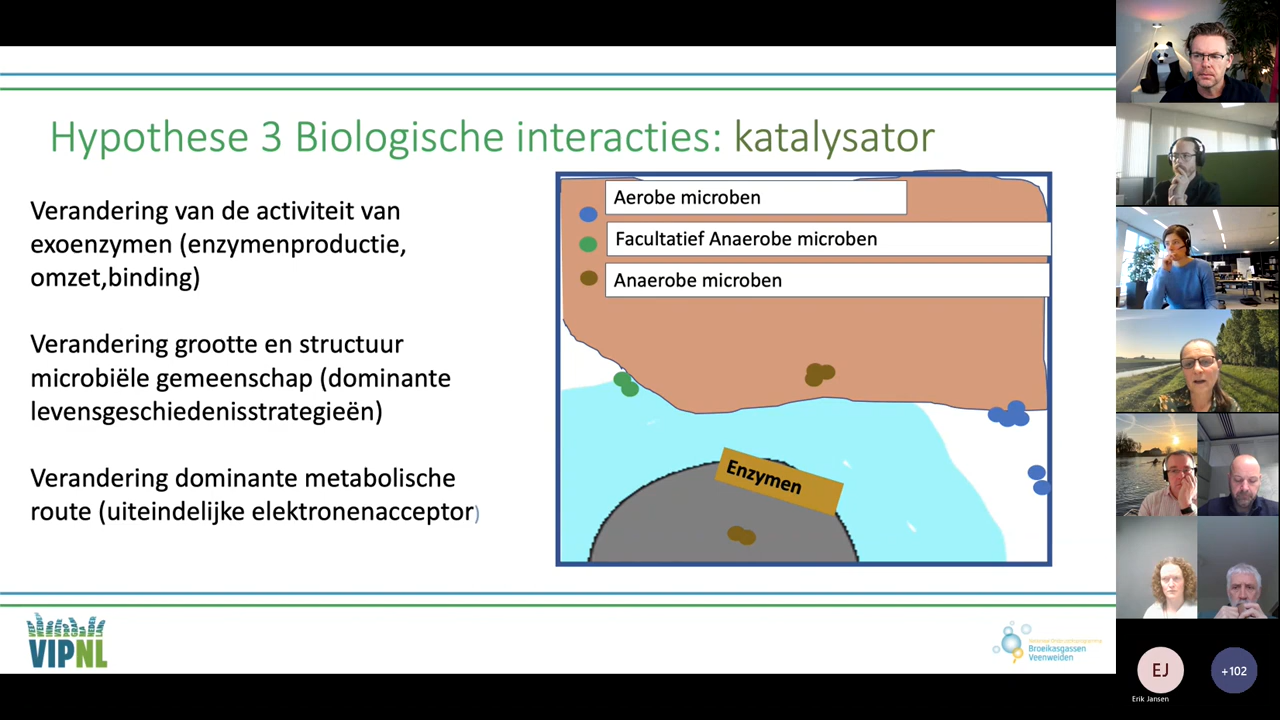 Hypothese 3 Biologische interacties: katalysator
Verandering van de activiteit van
exoenzymen (enzymenproductie,
omzet,binding)
Verandering grootte en structuur
microbiële gemeenschap (dominante
levensgeschiedenisstrategieën)
Verandering dominante metabolische
route (uiteindelijke elektronenacceptor)
Aerobe microben
Facultatief Anaerobe microben
Anaerobe microben
Enzymen
VIPNL
Broeikasgassen
Veenweiden
EJ
Erik Jansen
+102